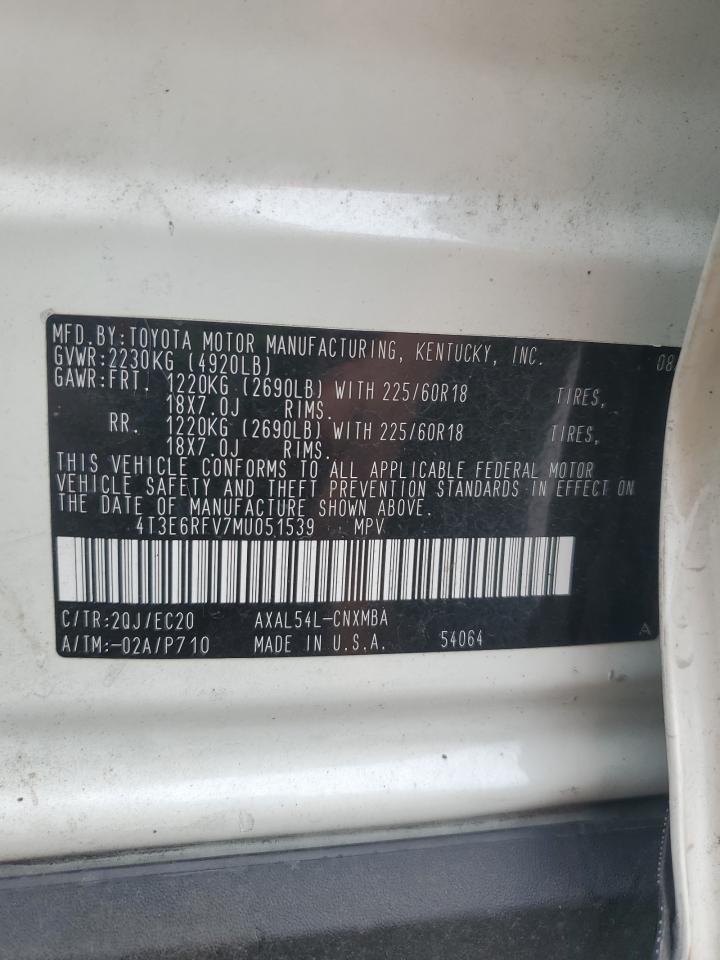 MFD.BY:TOYOTA MOTOR MANUFACTURING, KENTUCKY, INC. 08
GVWR:2230KG (4920LB)
GAWR:FRT. 1220KG (2690LB) WITH 225/60R18 TIRES,
18X7.0J RIMS.
RR. 1220KG (2690LB) WITH 225/60R18 TIRES,
18X7.0J RIMS.
THIS VEHICLE CONFORMS TO ALL APPLICABLE FEDERAL MOTOR
VEHICLE SAFETY AND THEFT PREVENTION STANDARDS IN EFFECT ON
THE DATE OF MANUFACTURE SHOWN ABOVE.
4T3E6RFV7MU051539 MPV
C/TR:2QJ/EC20 AXAL54L-CNXMBA
A/TM:-02A/P710 MADE IN U.S.A. 54064 A